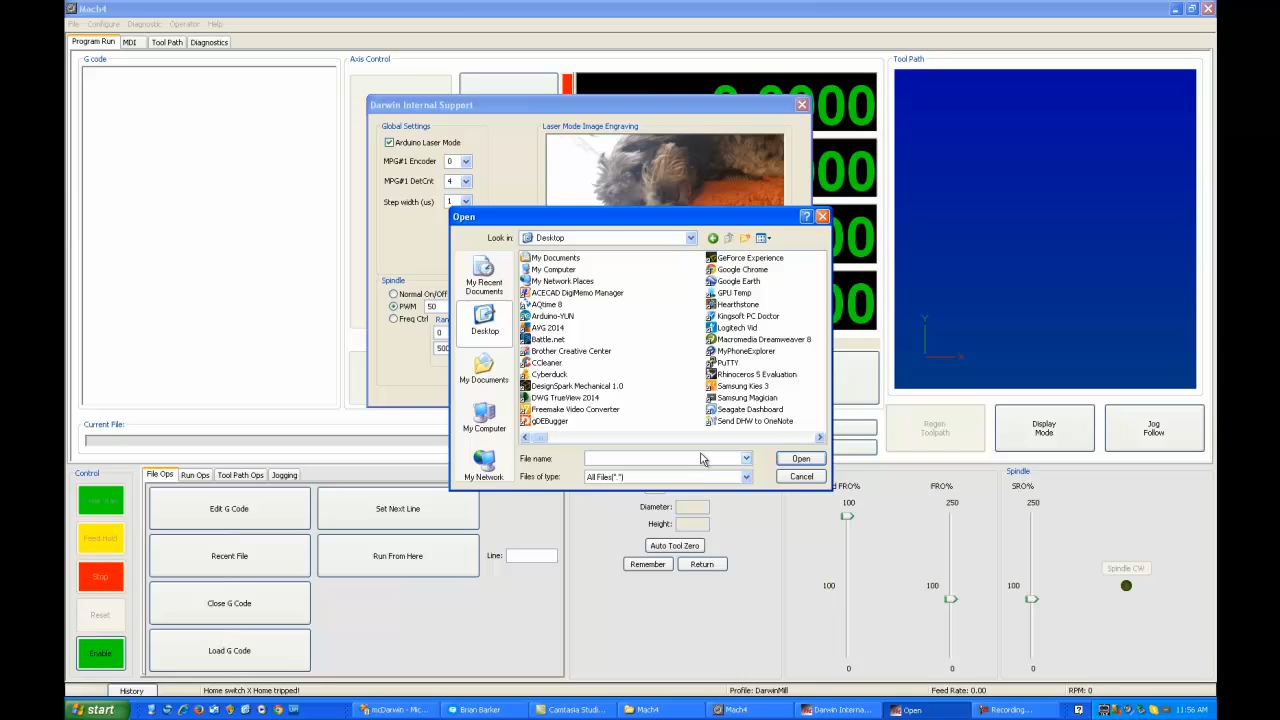 Mach4
File Configure Diagnostic Operator Help
Program Run MDI Tool Path Diagnostics
G code
Axis Control
Tool Path
Darwin Internal Support
Global Settings
Arduino Laser Mode
MPG#1 Encoder 0
MPG#1 DetCnt 4
Step width (us) 1
Laser Mode Image Engraving
Spindle
Normal On/Off
PWM 50
Freq Ctrl
0
500
Open
Look in: Desktop
My Recent Documents
Desktop
My Documents
My Computer
My Network
My Documents
My Computer
My Network Places
ACECAD DigiMemo Manager
AQtime 8
Arduino-YUN
AVG 2014
Battle.net
Brother Creative Center
CCleaner
Cyberduck
DesignSpark Mechanical 1.0
DWG TrueView 2014
Freemake Video Converter
gDEBugger
GeForce Experience
Google Chrome
Google Earth
GPU Temp
Hearthstone
Kingsoft PC Doctor
Logitech Vid
Macromedia Dreamweaver 8
MyPhoneExplorer
PuTTY
Rhinoceros 5 Evaluation
Samsung Kies 3
Samsung Magician
Seagate Dashboard
Send DHW to OneNote
File name:
Open
Files of type: All Files(*.*)
Cancel
Y
X
Current File:
Regen Toolpath
Display Mode
Jog Follow
Control
Feed Hold
Stop
Reset
Enable
File Ops Run Ops Tool Path Ops Jogging
Edit G Code
Set Next Line
Recent File
Run From Here
Line:
Close G Code
Load G Code
Diameter:
Height:
Auto Tool Zero
Remember Return
FRO%
100
100
0
FRO%
250
100
0
Spindle
SRO%
250
100
0
Spindle CW
History
Home switch X Home tripped!
Profile: DarwinMill
Feed Rate: 0.00
RPM: 0
start
mcDarwin - Mic...
Brian Barker
Camtasia Studi...
Mach4
Mach4
Darwin Interna...
Open
Recording...
11:56 AM